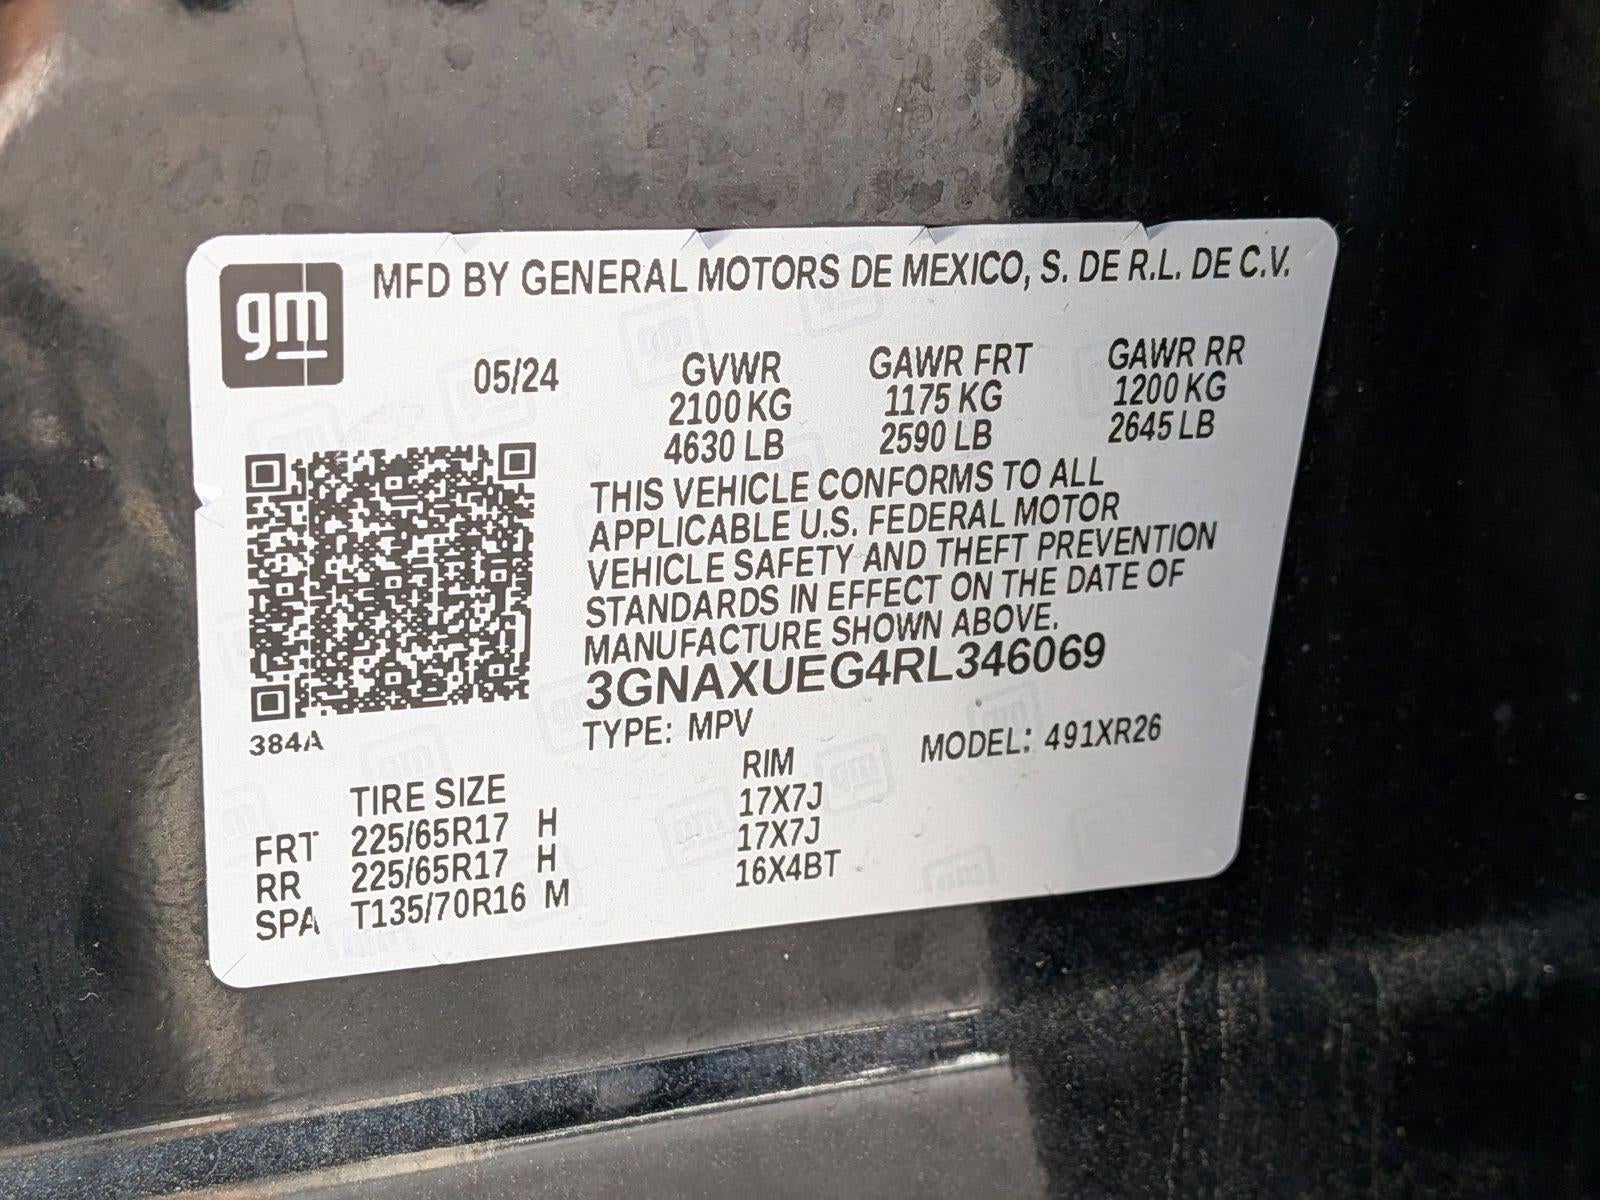 gm MFD BY GENERAL MOTORS DE MEXICO, S. DE R.L. DE C.V.
05/24 GVWR GAWR FRT GAWR RR
2100 KG 1175 KG 1200 KG
4630 LB 2590 LB 2645 LB
THIS VEHICLE CONFORMS TO ALL
APPLICABLE U.S. FEDERAL MOTOR
VEHICLE SAFETY AND THEFT PREVENTION
STANDARDS IN EFFECT ON THE DATE OF
MANUFACTURE SHOWN ABOVE.
3GNAXUEG4RL346069
384A TYPE: MPV MODEL: 491XR26
TIRE SIZE RIM
FRT 225/65R17 H 17X7J
RR 225/65R17 H 17X7J
SPA T135/70R16 M 16X4BT